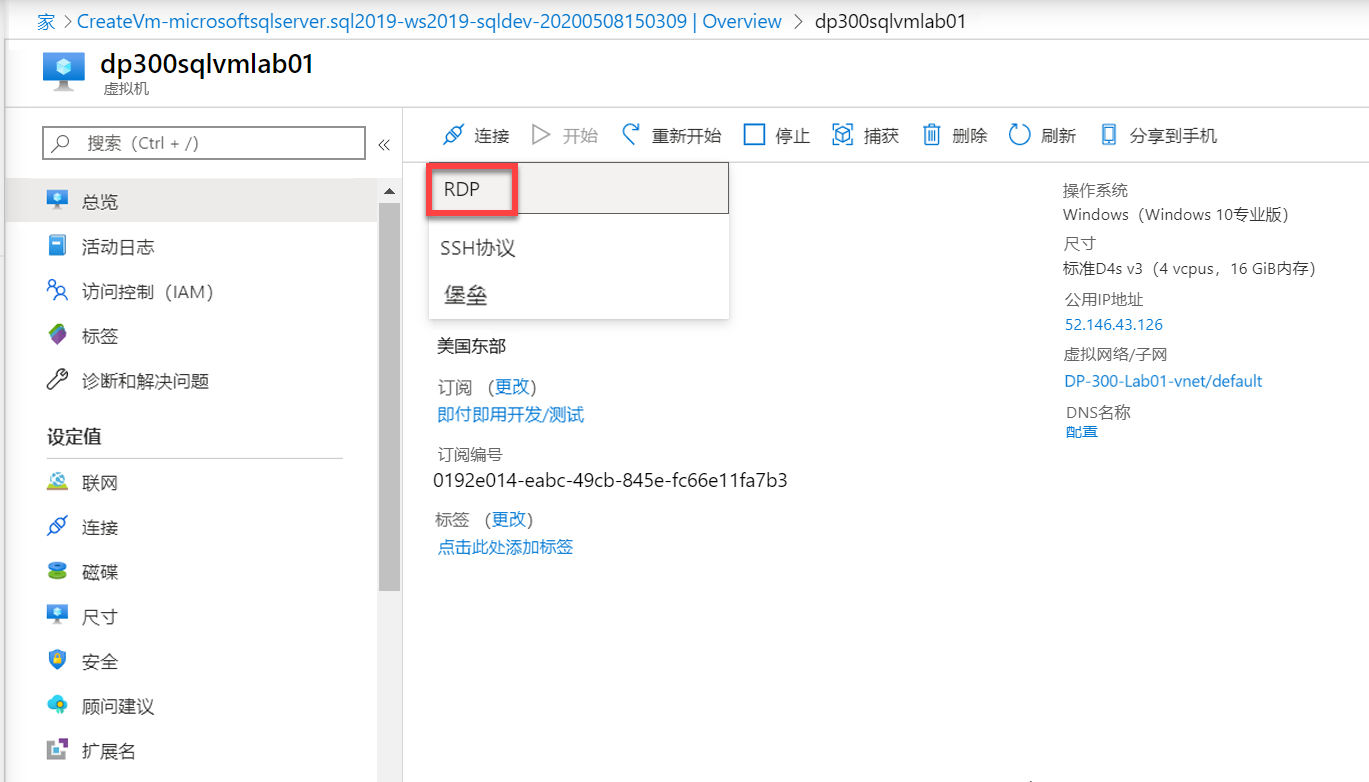 家 > CreateVm-microsoftsqlserver.sql2019-ws2019-sqldev-20200508150309 | Overview > dp300sqlvmlab01
dp300sqlvmlab01
虚拟机
搜索（Ctrl + /）
«
总览
活动日志
访问控制（IAM）
标签
诊断和解决问题
设定值
联网
连接
磁碟
尺寸
安全
顾问建议
扩展名
连接 开始 重新开始 停止 捕获 删除 刷新 分享到手机
RDP
SSH协议
堡垒
美国东部
订阅 （更改）
即付即用开发/测试
订阅编号
0192e014-eabc-49cb-845e-fc66e11fa7b3
标签 （更改）
点击此处添加标签
操作系统
Windows（Windows 10专业版）
尺寸
标准D4s v3（4 vcpus，16 GiB内存）
公用IP地址
52.146.43.126
虚拟网络/子网
DP-300-Lab01-vnet/default
DNS名称
配置